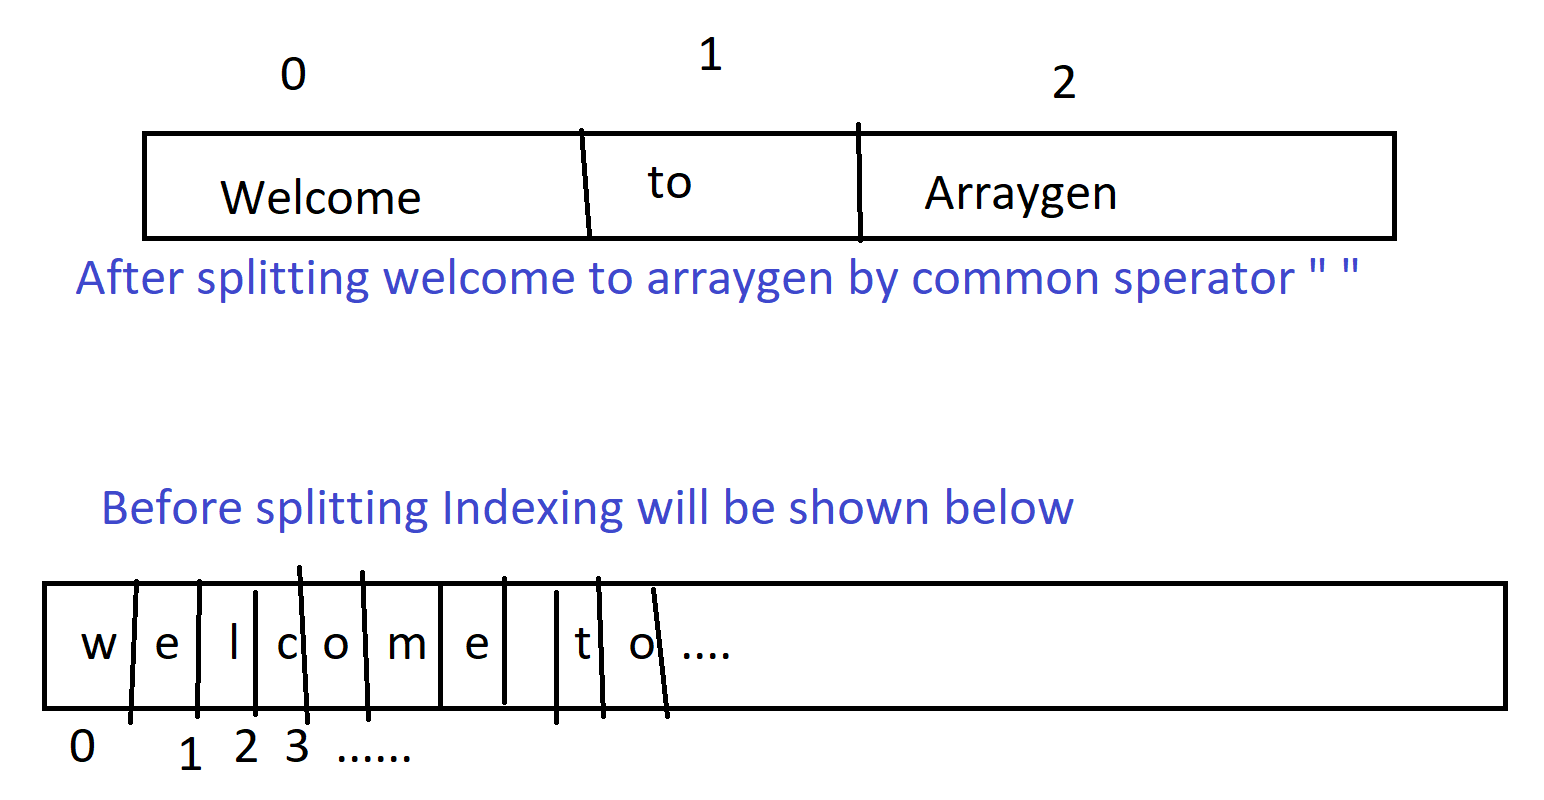 0 1 2
Welcome to Arraygen
After splitting welcome to arraygen by common sperator " "
Before splitting Indexing will be shown below
w e l c o m e t o ....
0 1 2 3 ......